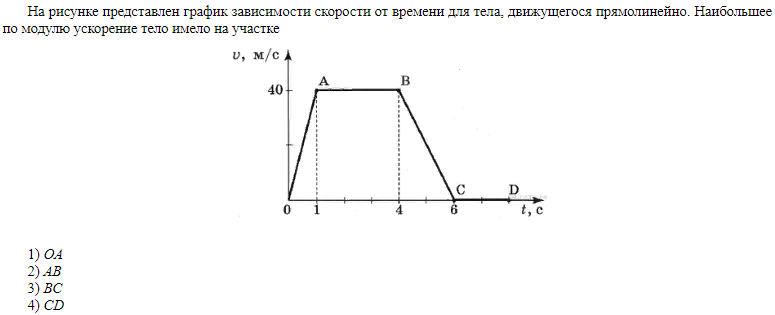 На рисунке представлен график зависимости скорости от времени для тела, движущегося прямолинейно. Наибольшее
по модулю ускорение тело имело на участке
υ, м/с
A
B
40
C
D
0
1
4
6
t, с
1) OA
2) AB
3) BC
4) CD